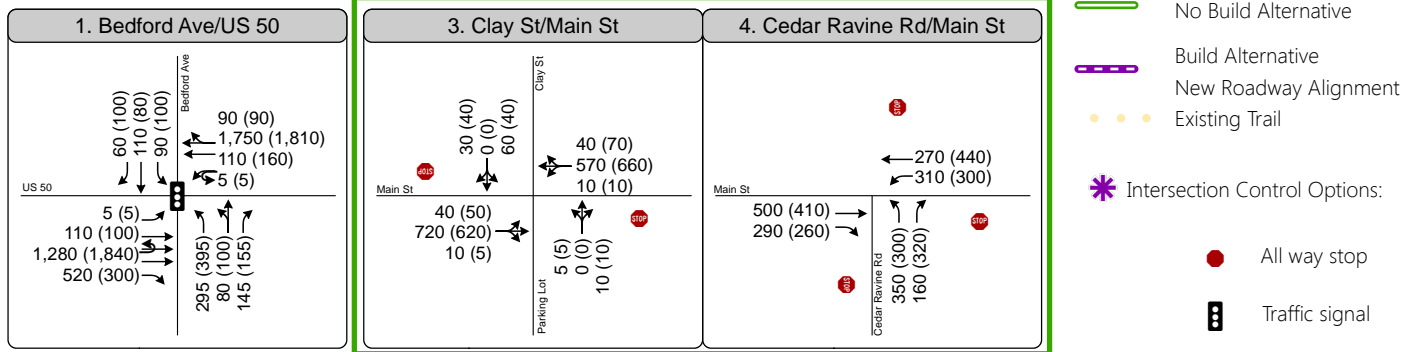 1. Bedford Ave/US 50
Bedford Ave
60 (100)
110 (80)
90 (100)
90 (90)
1,750 (1,810)
110 (160)
5 (5)
US 50
5 (5)
110 (100)
1,280 (1,840)
520 (300)
295 (395)
80 (100)
145 (155)
3. Clay St/Main St
Clay St
30 (40)
0 (0)
60 (40)
40 (70)
570 (660)
10 (10)
STOP
Main St
40 (50)
720 (620)
10 (5)
STOP
5 (5)
0 (0)
10 (10)
Parking Lot
4. Cedar Ravine Rd/Main St
STOP
270 (440)
310 (300)
Main St
500 (410)
290 (260)
STOP
STOP
Cedar Ravine Rd
350 (300)
160 (320)
No Build Alternative
Build Alternative
New Roadway Alignment
Existing Trail
Intersection Control Options:
All way stop
Traffic signal